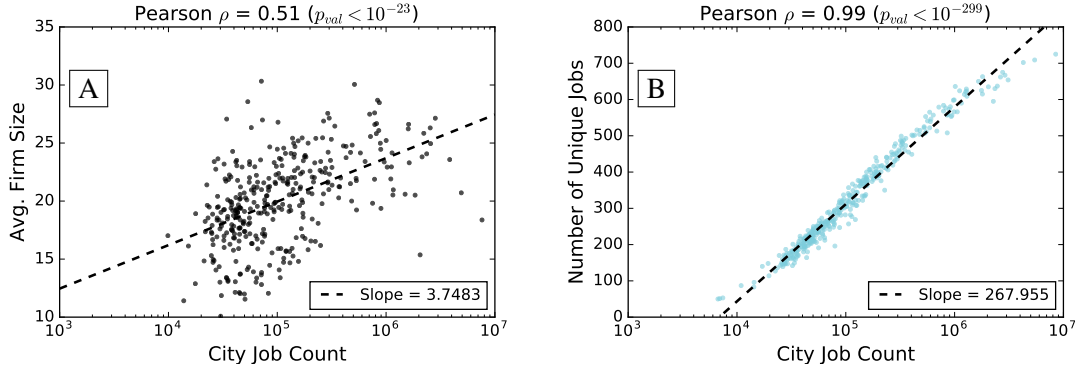 Pearson ρ = 0.51 (p_val < 10^−23)
35
30
25
20
15
10
A
Avg. Firm Size
Slope = 3.7483
10^3 10^4 10^5 10^6 10^7
City Job Count
Pearson ρ = 0.99 (p_val < 10^−299)
800
700
600
500
400
300
200
100
0
B
Number of Unique Jobs
Slope = 267.955
10^3 10^4 10^5 10^6 10^7
City Job Count